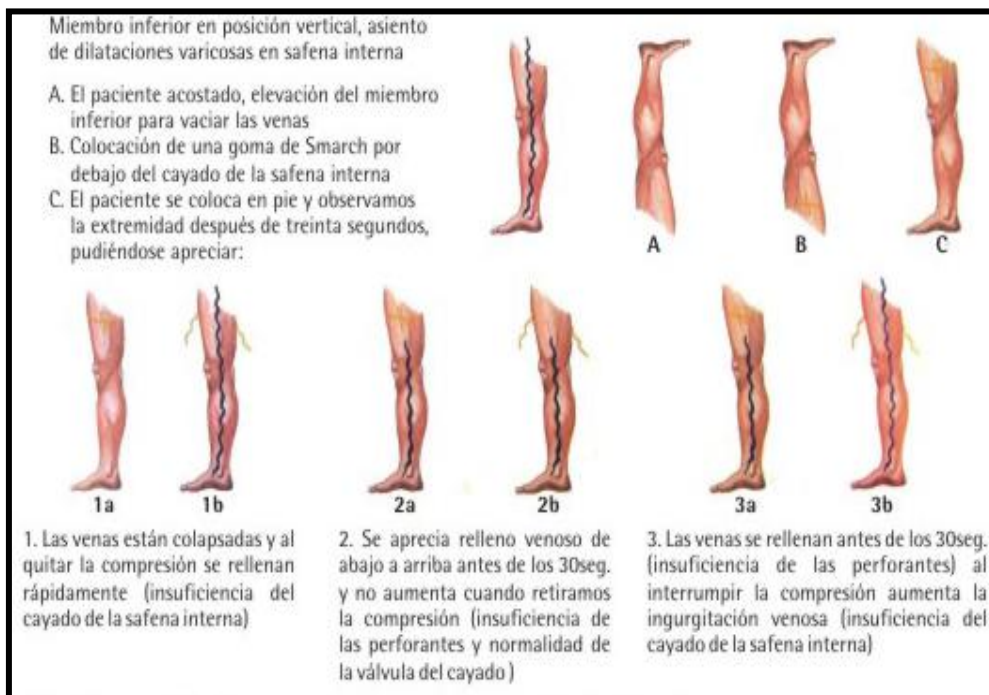 Miembro inferior en posición vertical, asiento
de dilataciones varicosas en safena interna
A. El paciente acostado, elevación del miembro
inferior para vaciar las venas
B. Colocación de una goma de Smarch por
debajo del cayado de la safena interna
C. El paciente se coloca en pie y observamos
la extremidad después de treinta segundos,
pudiéndose apreciar:
A
B
C
1a
1b
2a
2b
3a
3b
1. Las venas están colapsadas y al
quitar la compresión se rellenan
rápidamente (insuficiencia del
cayado de la safena interna)
2. Se aprecia relleno venoso de
abajo a arriba antes de los 30seg.
y no aumenta cuando retiramos
la compresión (insuficiencia de
las perforantes y normalidad de
la válvula del cayado )
3. Las venas se rellenan antes de los 30seg.
(insuficiencia de las perforantes) al
interrumpir la compresión aumenta la
ingurgitación venosa (insuficiencia del
cayado de la safena interna)